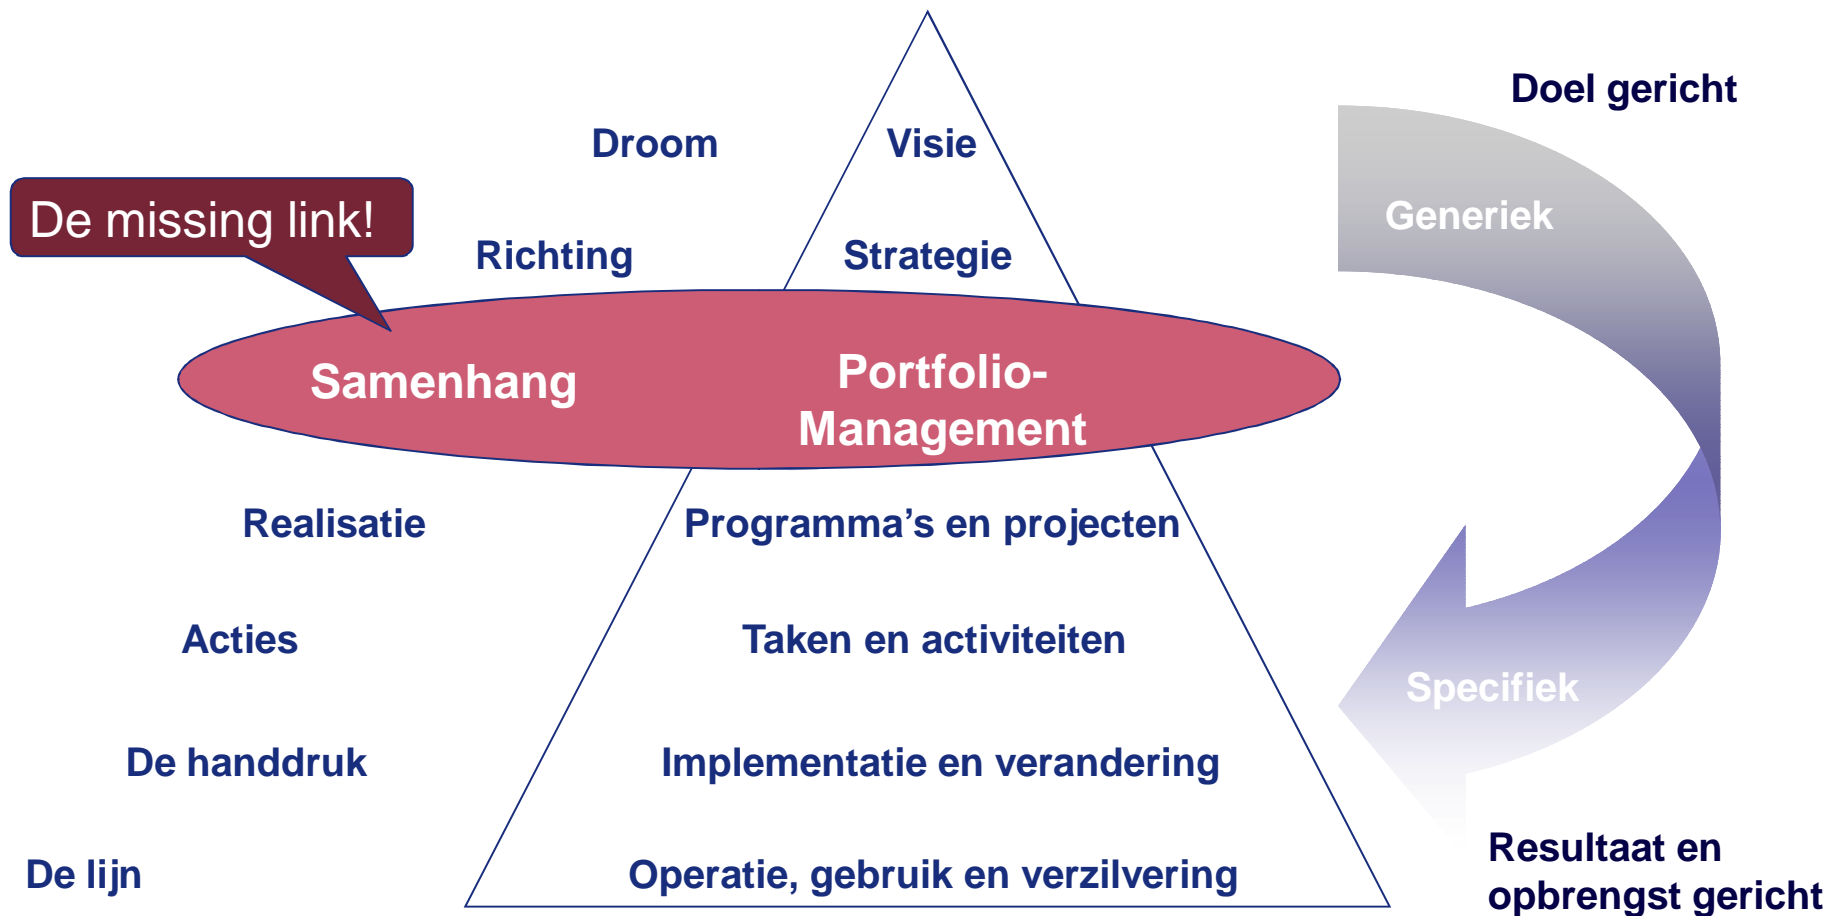 Doel gericht
Droom
Visie
De missing link!
Generiek
Richting
Strategie
Samenhang
Portfolio-
Management
Realisatie
Programma’s en projecten
Acties
Taken en activiteiten
Specifiek
De handdruk
Implementatie en verandering
De lijn
Operatie, gebruik en verzilvering
Resultaat en
opbrengst gericht